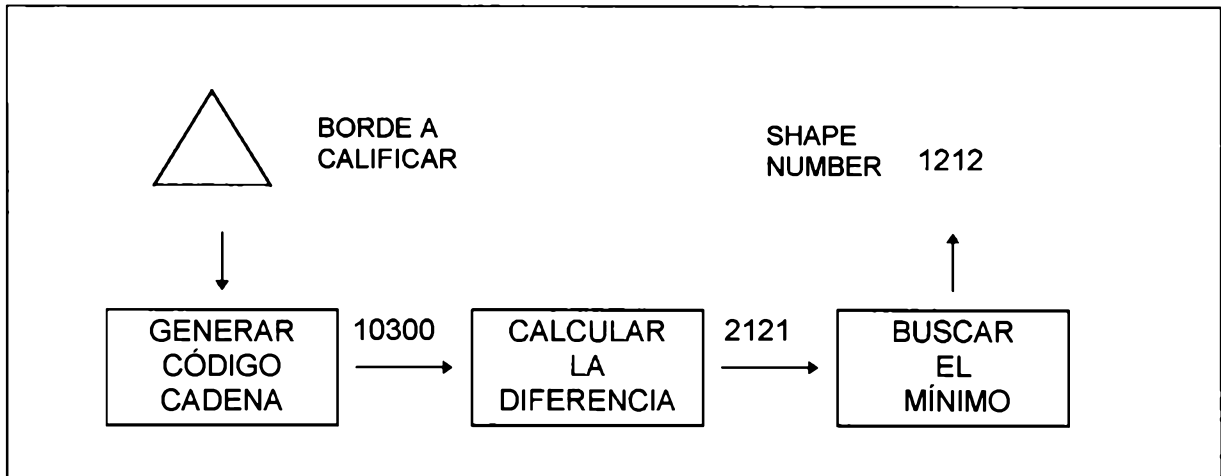 BORDE A
CALIFICAR
SHAPE
NUMBER 1212
GENERAR
CÓDIGO
CADENA
10300
CALCULAR
LA
DIFERENCIA
2121
BUSCAR
EL
MÍNIMO